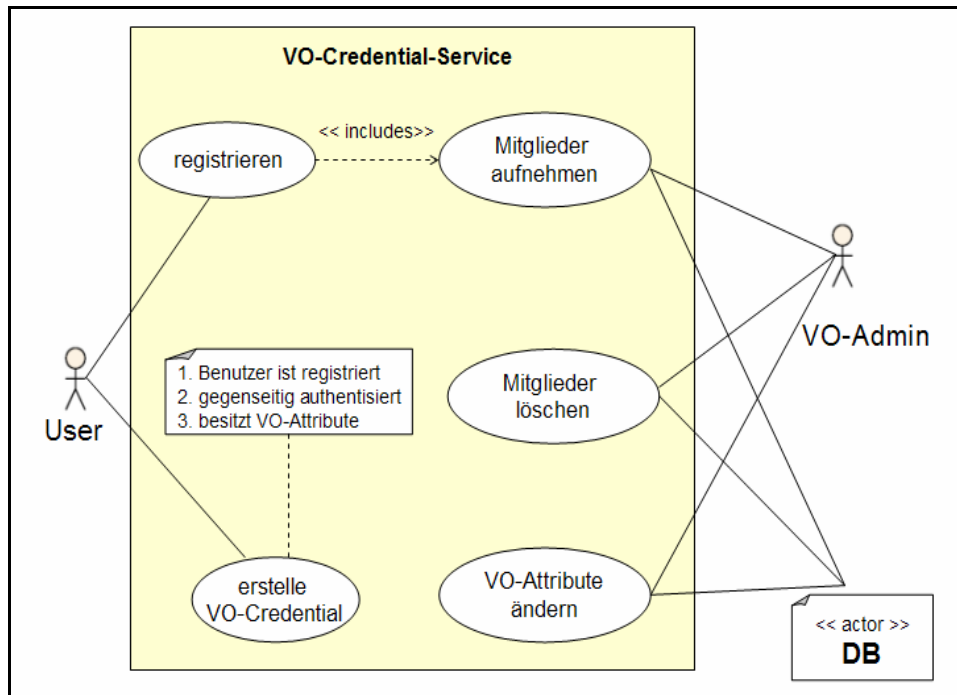 VO-Credential-Service
<< includes>>
registrieren
Mitglieder
aufnehmen
VO-Admin
1. Benutzer ist registriert
2. gegenseitig authentisiert
3. besitzt VO-Attribute
Mitglieder
löschen
User
erstelle
VO-Credential
VO-Attribute
ändern
<< actor >>
DB